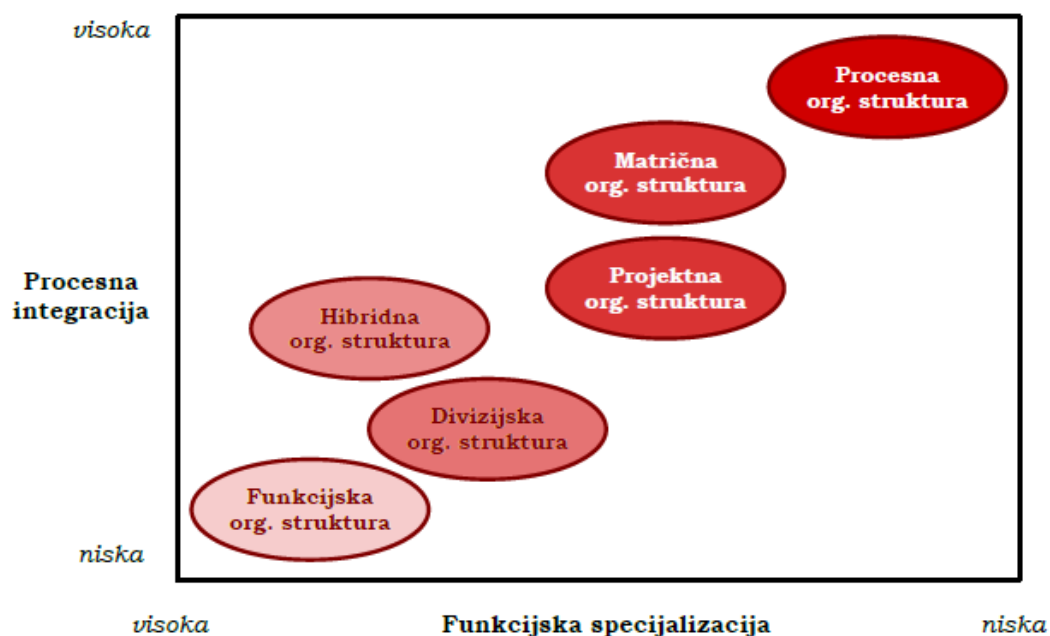 visoka
Procesna
org. struktura
Matrična
org. struktura
Procesna
integracija
Projektna
org. struktura
Hibridna
org. struktura
Divizijska
org. struktura
Funkcijska
org. struktura
niska
visoka
Funkcijska specijalizacija
niska